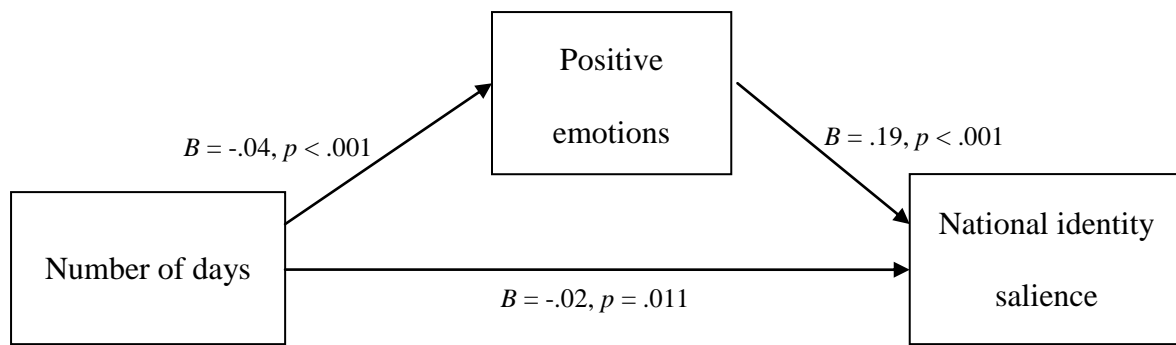 Positive
emotions
B = -.04, p < .001
B = .19, p < .001
Number of days
National identity
salience
B = -.02, p = .011